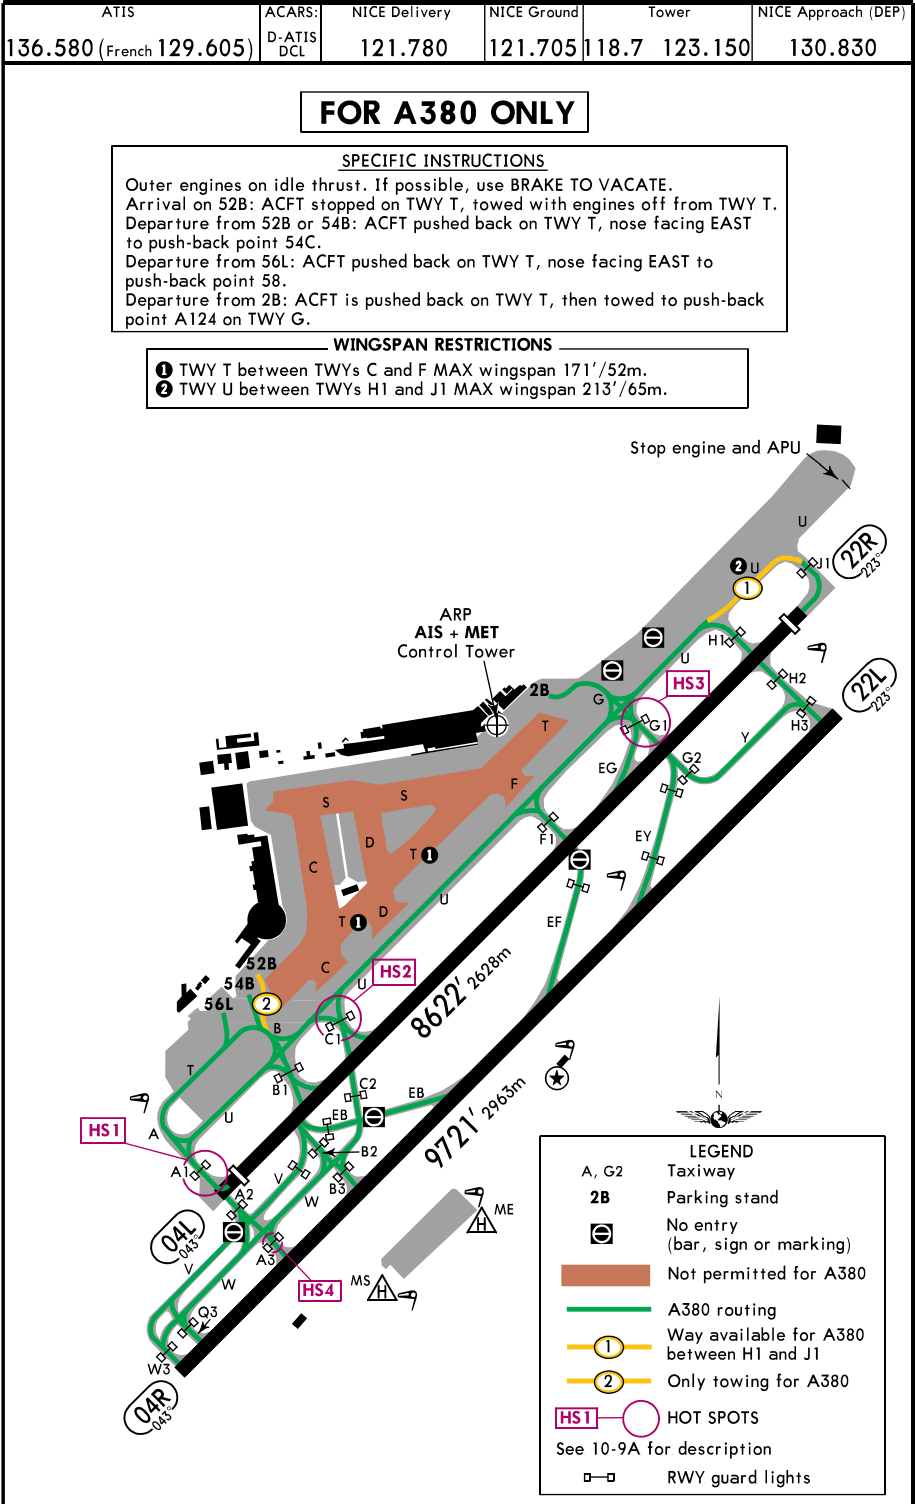 ATIS ACARS: NICE Delivery NICE Ground Tower NICE Approach (DEP)
136.580 (French 129.605) D-ATIS DCL 121.780 121.705 118.7 123.150 130.830
FOR A380 ONLY
SPECIFIC INSTRUCTIONS
Outer engines on idle thrust. If possible, use BRAKE TO VACATE.
Arrival on 52B: ACFT stopped on TWY T, towed with engines off from TWY T.
Departure from 52B or 54B: ACFT pushed back on TWY T, nose facing EAST
to push-back point 54C.
Departure from 56L: ACFT pushed back on TWY T, nose facing EAST to
push-back point 58.
Departure from 2B: ACFT is pushed back on TWY T, then towed to push-back
point A124 on TWY G.
WINGSPAN RESTRICTIONS
1 TWY T between TWYs C and F MAX wingspan 171'/52m.
2 TWY U between TWYs H1 and J1 MAX wingspan 213'/65m.
Stop engine and APU
U
22R
223°
2 U
J1
1
ARP
AIS + MET
Control Tower
H1
U
H2
22L
223°
HS3
2B
G
G1
H3
T
Y
EG
G2
F
S
S
F1
EY
D
C
T 1
U
EF
T 1
D
52B
C
HS2
54B
U
56L
2
8622' 2628m
B
C1
T
B1
C2
EB
U
EB
9721' 2963m
N
A
HS1
B2
A1
V
B3
W
A2
04L
043°
ME
H
A3
V
W
HS4
MS
H
Q3
W3
04R
043°
LEGEND
A, G2 Taxiway
2B Parking stand
No entry
(bar, sign or marking)
Not permitted for A380
A380 routing
1 Way available for A380
between H1 and J1
2 Only towing for A380
HS1 HOT SPOTS
See 10-9A for description
RWY guard lights